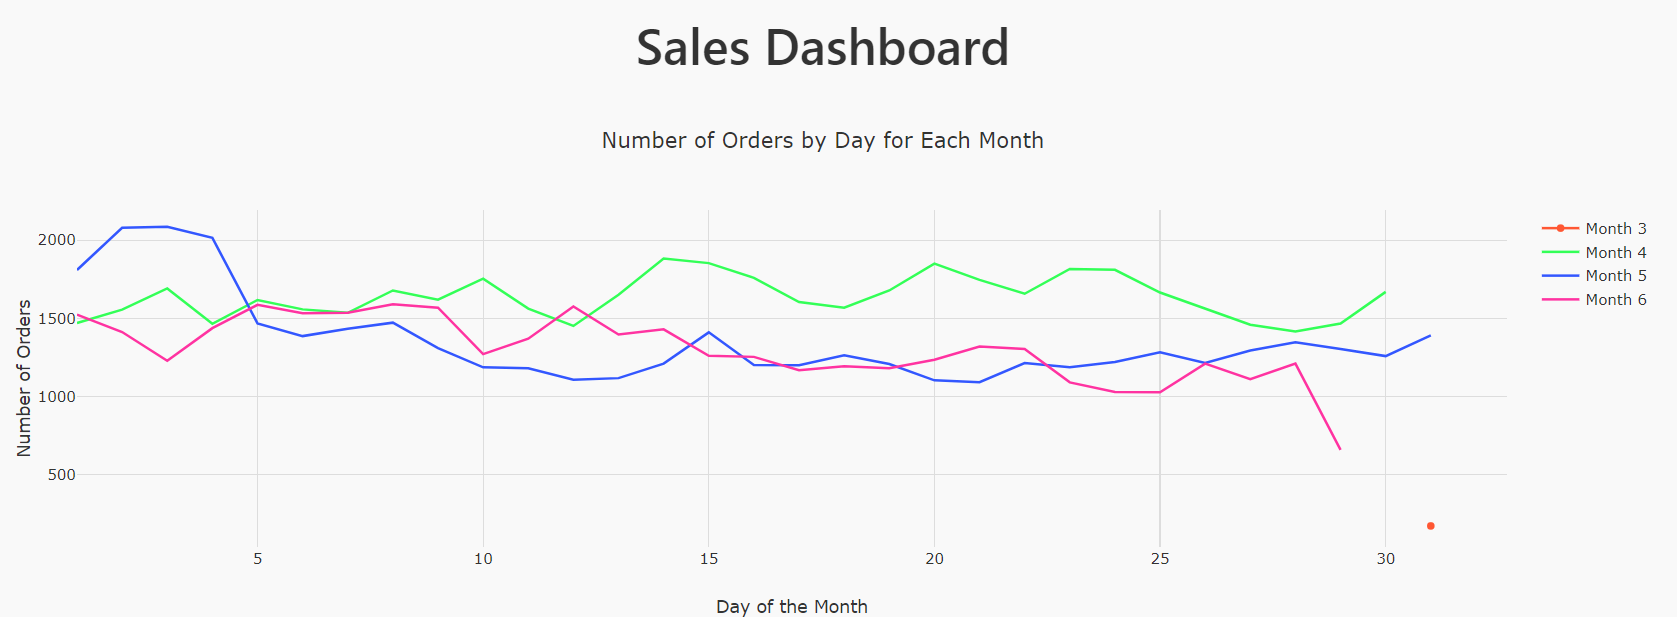 Sales Dashboard
Number of Orders by Day for Each Month
Number of Orders
2000
1500
1000
500
5 10 15 20 25 30
Day of the Month
Month 3
Month 4
Month 5
Month 6